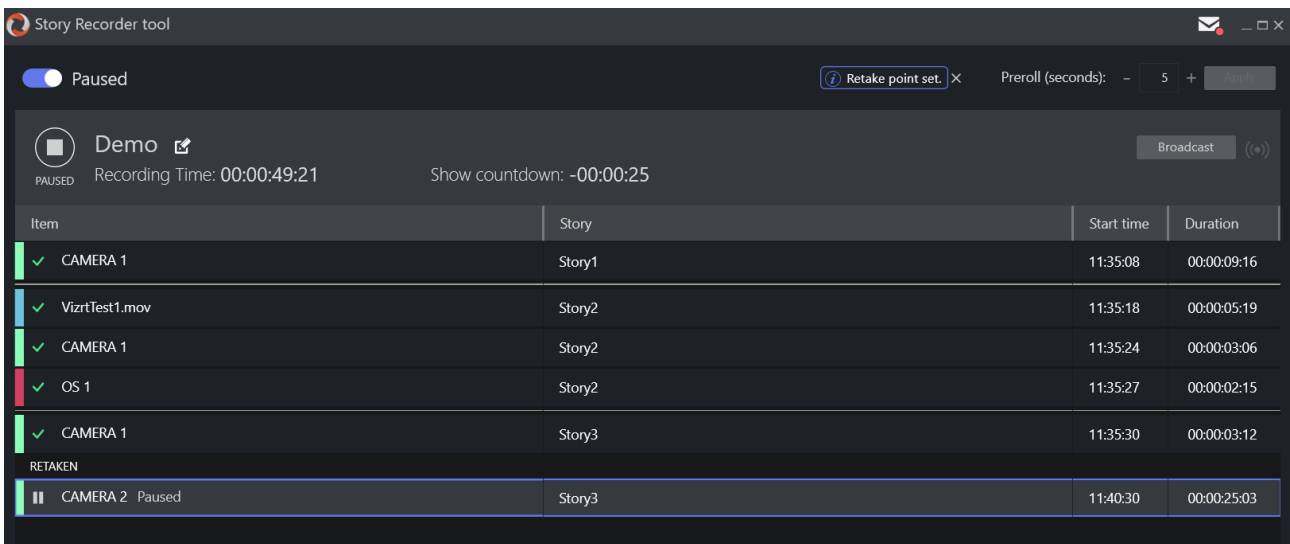 Story Recorder tool
Paused Retake point set. Preroll (seconds): - 5 + Apply
Demo Broadcast
PAUSED Recording Time: 00:00:49:21 Show countdown: -00:00:25
Item Story Start time Duration
CAMERA 1 Story1 11:35:08 00:00:09:16
VizrtTest1.mov Story2 11:35:18 00:00:05:19
CAMERA 1 Story2 11:35:24 00:00:03:06
OS 1 Story2 11:35:27 00:00:02:15
CAMERA 1 Story3 11:35:30 00:00:03:12
RETAKEN
CAMERA 2 Paused Story3 11:40:30 00:00:25:03